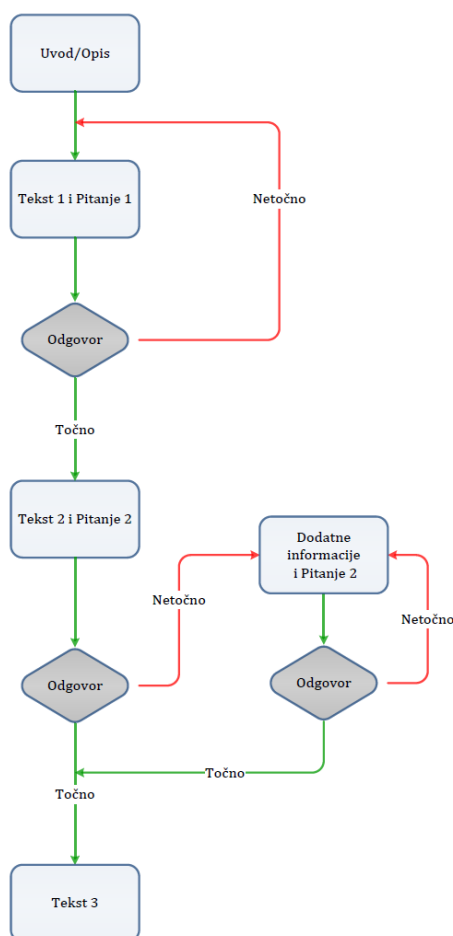 Uvod/Opis
Tekst 1 i Pitanje 1
Netočno
Odgovor
Točno
Tekst 2 i Pitanje 2
Dodatne
informacije
i Pitanje 2
Netočno
Netočno
Odgovor
Odgovor
Točno
Točno
Tekst 3